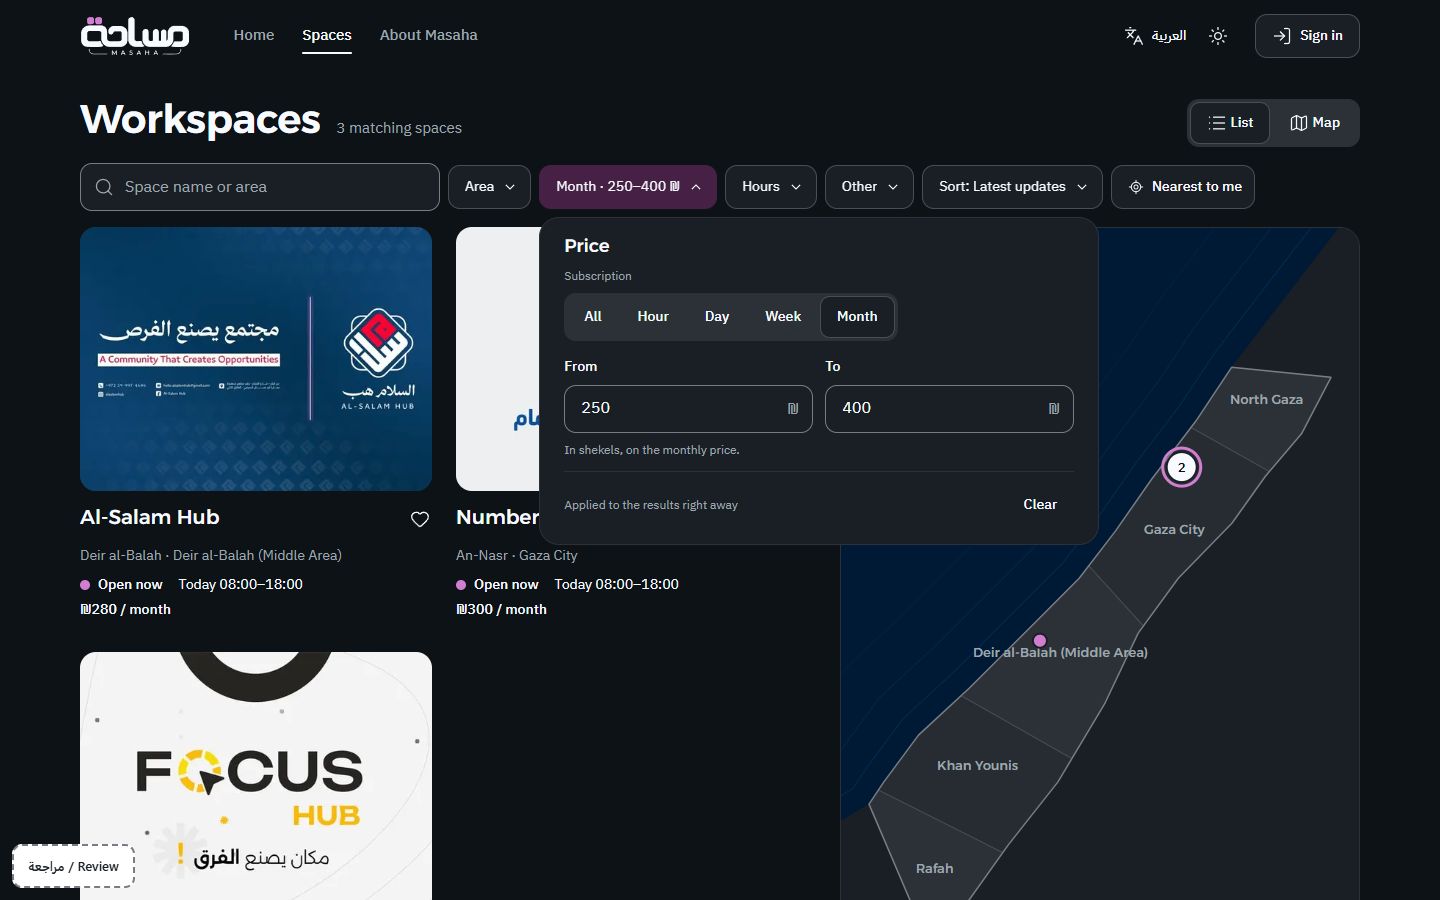 مساحة
MASAHA
Home
Spaces
About Masaha
العربية
Sign in
Workspaces
3 matching spaces
List
Map
Space name or area
Area
Month · 250–400 ₪
Hours
Other
Sort: Latest updates
Nearest to me
Price
Subscription
All
Hour
Day
Week
Month
From
To
250 ₪
400 ₪
In shekels, on the monthly price.
Applied to the results right away
Clear
مجتمع يصنع الفرص
A Community That Creates Opportunities
السلام هب
AL-SALAM HUB
Al-Salam Hub
Deir al-Balah · Deir al-Balah (Middle Area)
Open now
Today 08:00–18:00
₪280 / month
Number
An-Nasr · Gaza City
Open now
Today 08:00–18:00
₪300 / month
FOCUS
HUB
مكان يصنع الفرق !
North Gaza
2
Gaza City
Deir al-Balah (Middle Area)
Khan Younis
Rafah
مراجعة / Review